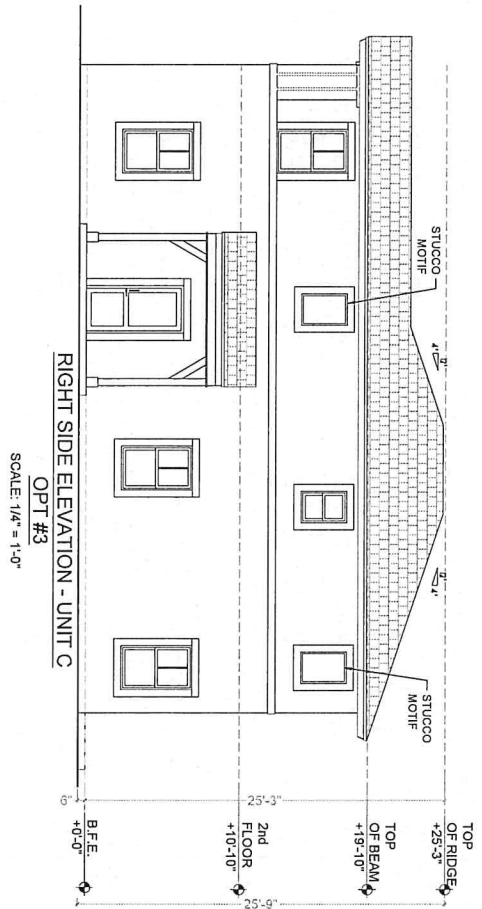 STUCCO
MOTIF
4'
12"
12"
4'
STUCCO
MOTIF
TOP
OF RIDGE
+25'-3"
TOP
OF BEAM
+19'-10"
2nd
FLOOR
+10'-10"
B.F.E.
+0'-0"
6"
25'-3"
25'-9"
RIGHT SIDE ELEVATION - UNIT C
OPT #3
SCALE: 1/4" = 1'-0"